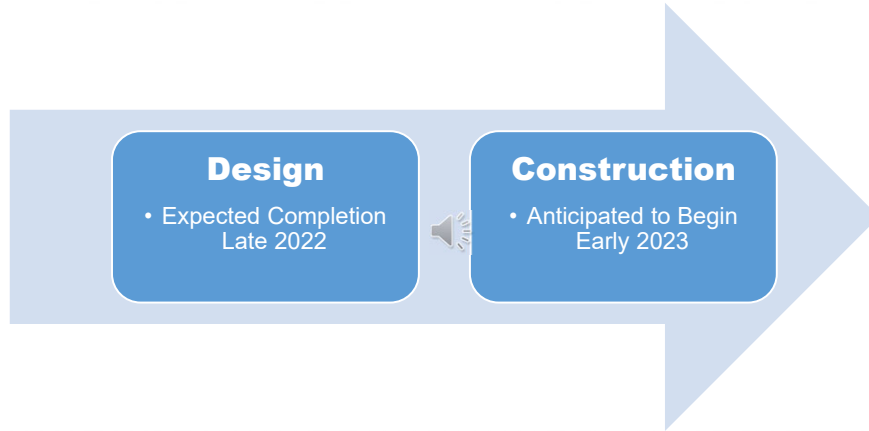 Design
• Expected Completion
Late 2022
Construction
• Anticipated to Begin
Early 2023